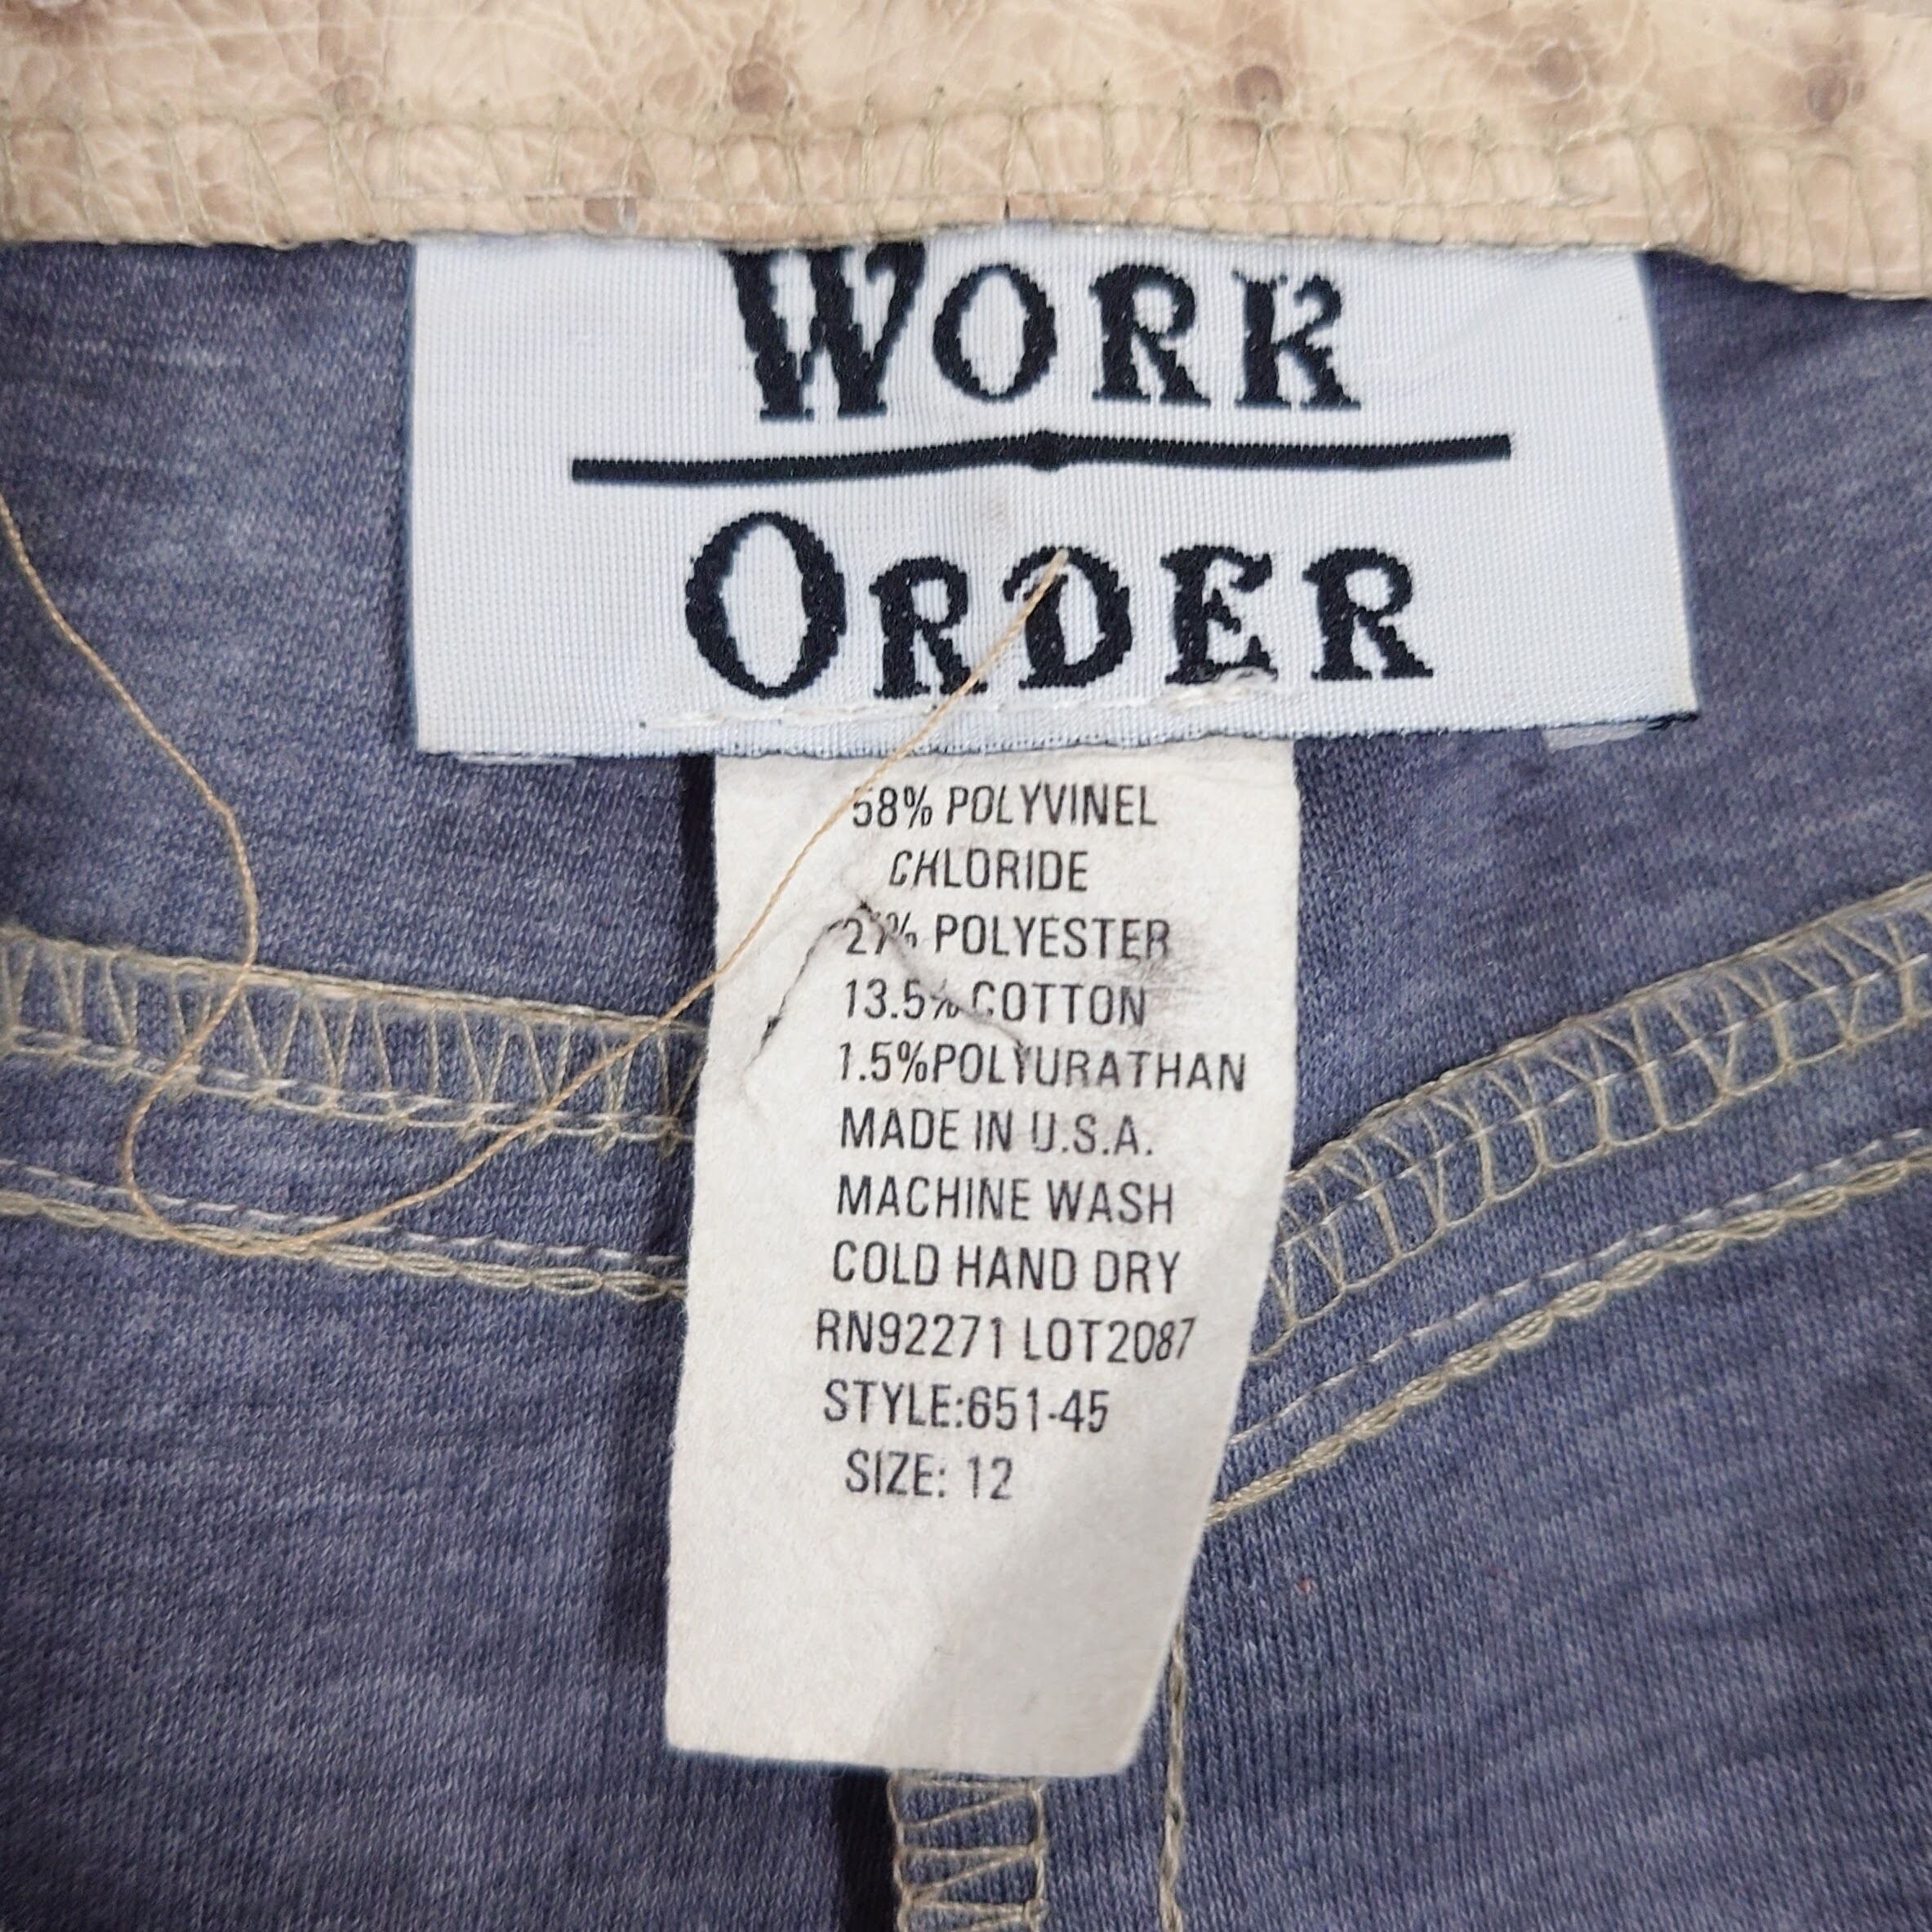 WORK
ORDER
58% POLYVINEL
CHLORIDE
27% POLYESTER
13.5% COTTON
1.5%POLYURATHAN
MADE IN U.S.A.
MACHINE WASH
COLD HAND DRY
RN92271 LOT2087
STYLE:651-45
SIZE: 12